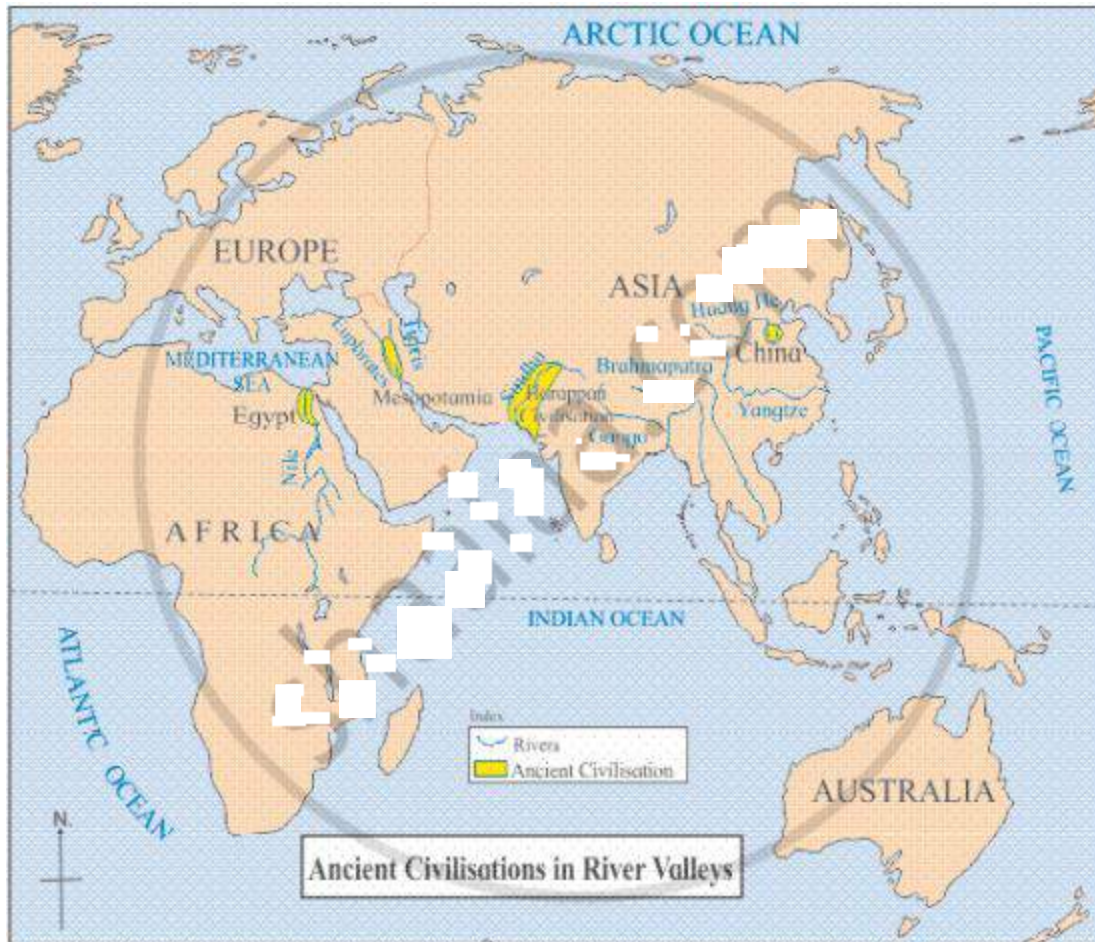 ARCTIC OCEAN
EUROPE
ASIA
Huang He
Tigris
Euphrates
China
MEDITERRANEAN
SEA
Brahmaputra
Mesopotamia
Harappan
Civilisation
Egypt
Yangtze
Ganga
PACIFIC OCEAN
Nile
AFRICA
INDIAN OCEAN
ATLANTIC OCEAN
Index
Rivers
Ancient Civilisation
AUSTRALIA
N.
Ancient Civilisations in River Valleys